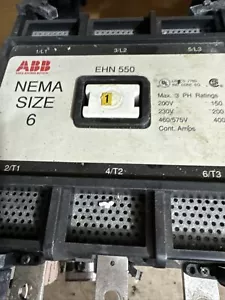 1/L1 3/L2 5/L3
ABB
EHN 550
NEMA
SIZE
6
1
Max. 3 PH Ratings
200V 150
230V 200
460/575V 400
Cont. Amps
2/T1 4/T2 6/T3